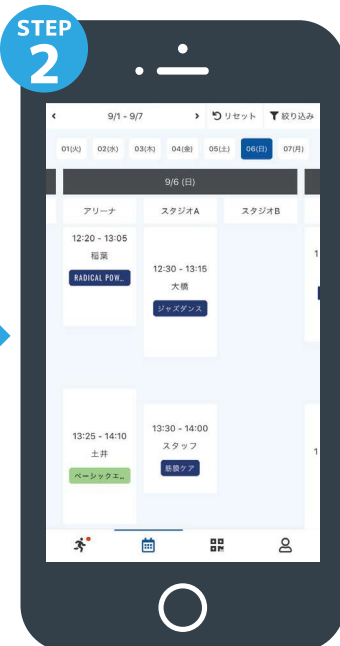 STEP
2
9/1 - 9/7
リセット
絞り込み
01(火) 02(水) 03(木) 04(金) 05(土) 06(日) 07(月)
9/6 (日)
アリーナ スタジオA スタジオB
12:20 - 13:05
稲葉
RADICAL POW...
12:30 - 13:15
大橋
ジャズダンス
13:25 - 14:10
土井
ベーシックエ...
13:30 - 14:00
スタッフ
筋膜ケア
1
1